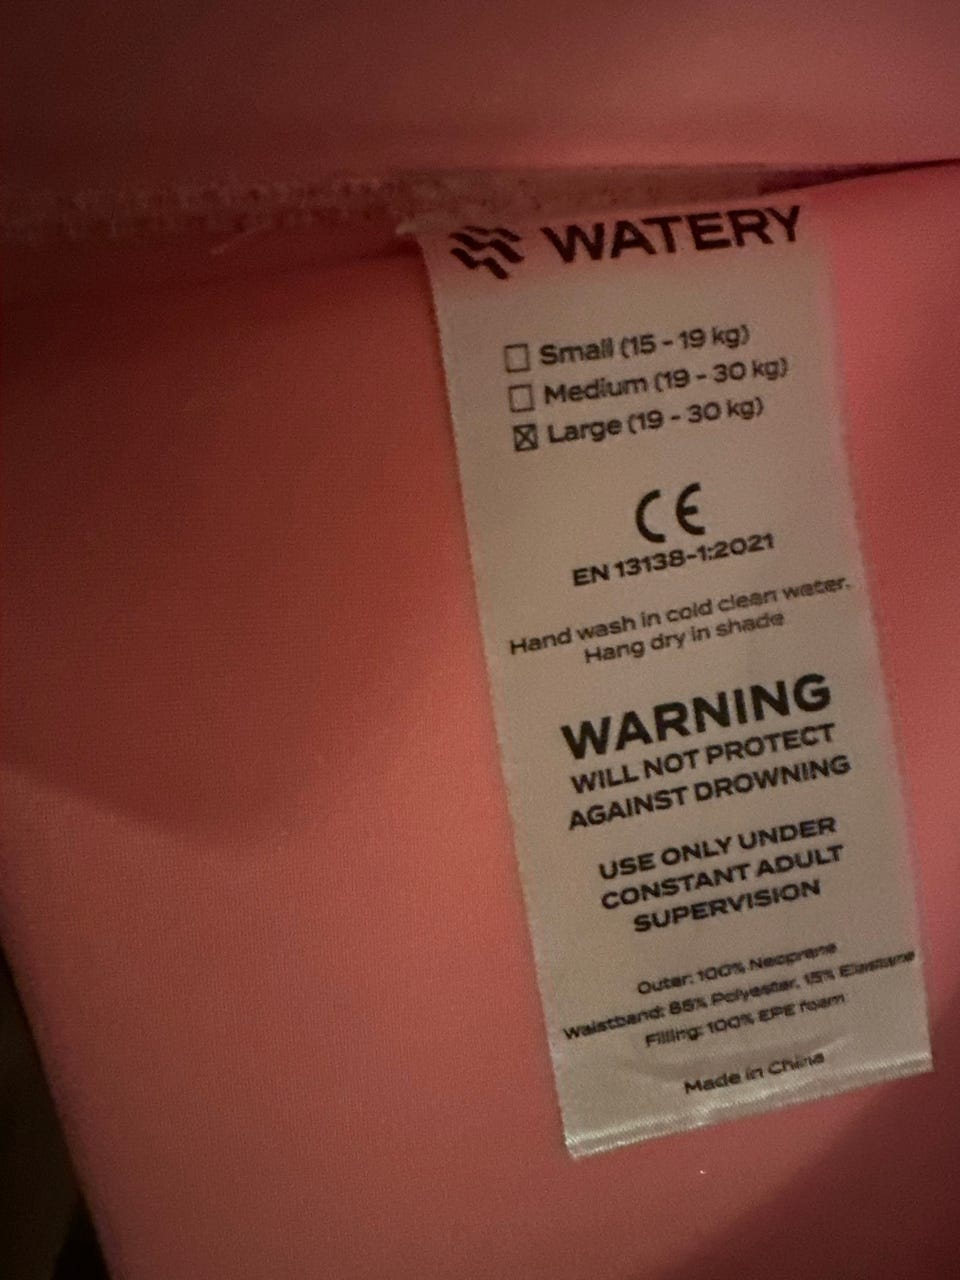 WATERY
☐ Small (15 - 19 kg)
☐ Medium (19 - 30 kg)
☒ Large (19 - 30 kg)
CE
EN 13138-1:2021
Hand wash in cold clean water.
Hang dry in shade
WARNING
WILL NOT PROTECT
AGAINST DROWNING
USE ONLY UNDER
CONSTANT ADULT
SUPERVISION
Outer: 100% Neoprene
Waistband: 85% Polyester, 15% Elastane
Filling: 100% EPE foam
Made in China